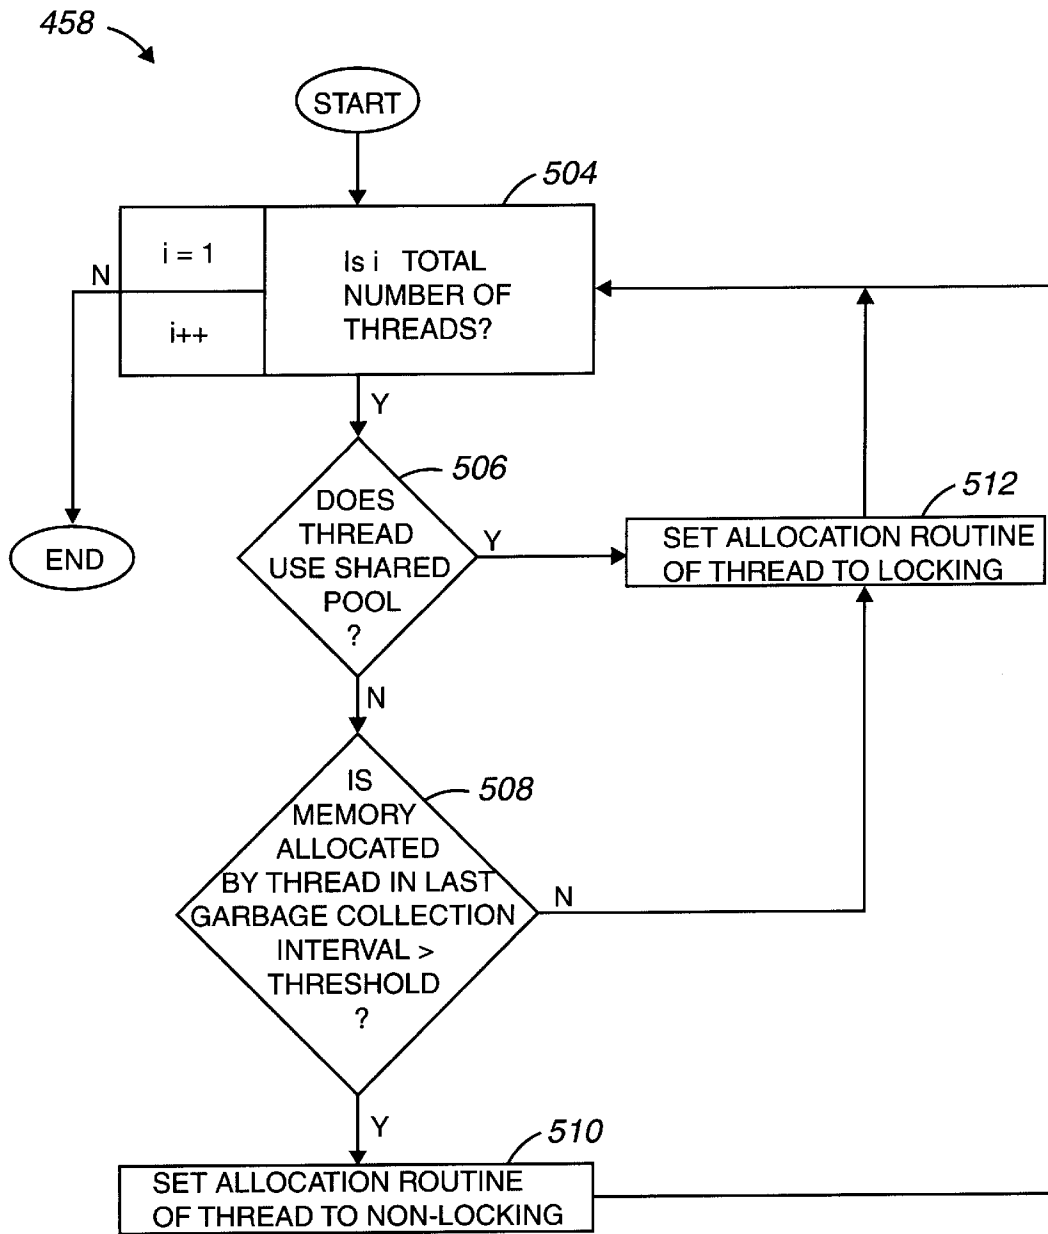 458
START
504
i = 1
i++
Is i TOTAL
NUMBER OF
THREADS?
N
Y
506
DOES
THREAD
USE SHARED
POOL
?
Y
512
SET ALLOCATION ROUTINE
OF THREAD TO LOCKING
END
N
508
IS
MEMORY
ALLOCATED
BY THREAD IN LAST
GARBAGE COLLECTION
INTERVAL >
THRESHOLD
?
N
Y
510
SET ALLOCATION ROUTINE
OF THREAD TO NON-LOCKING